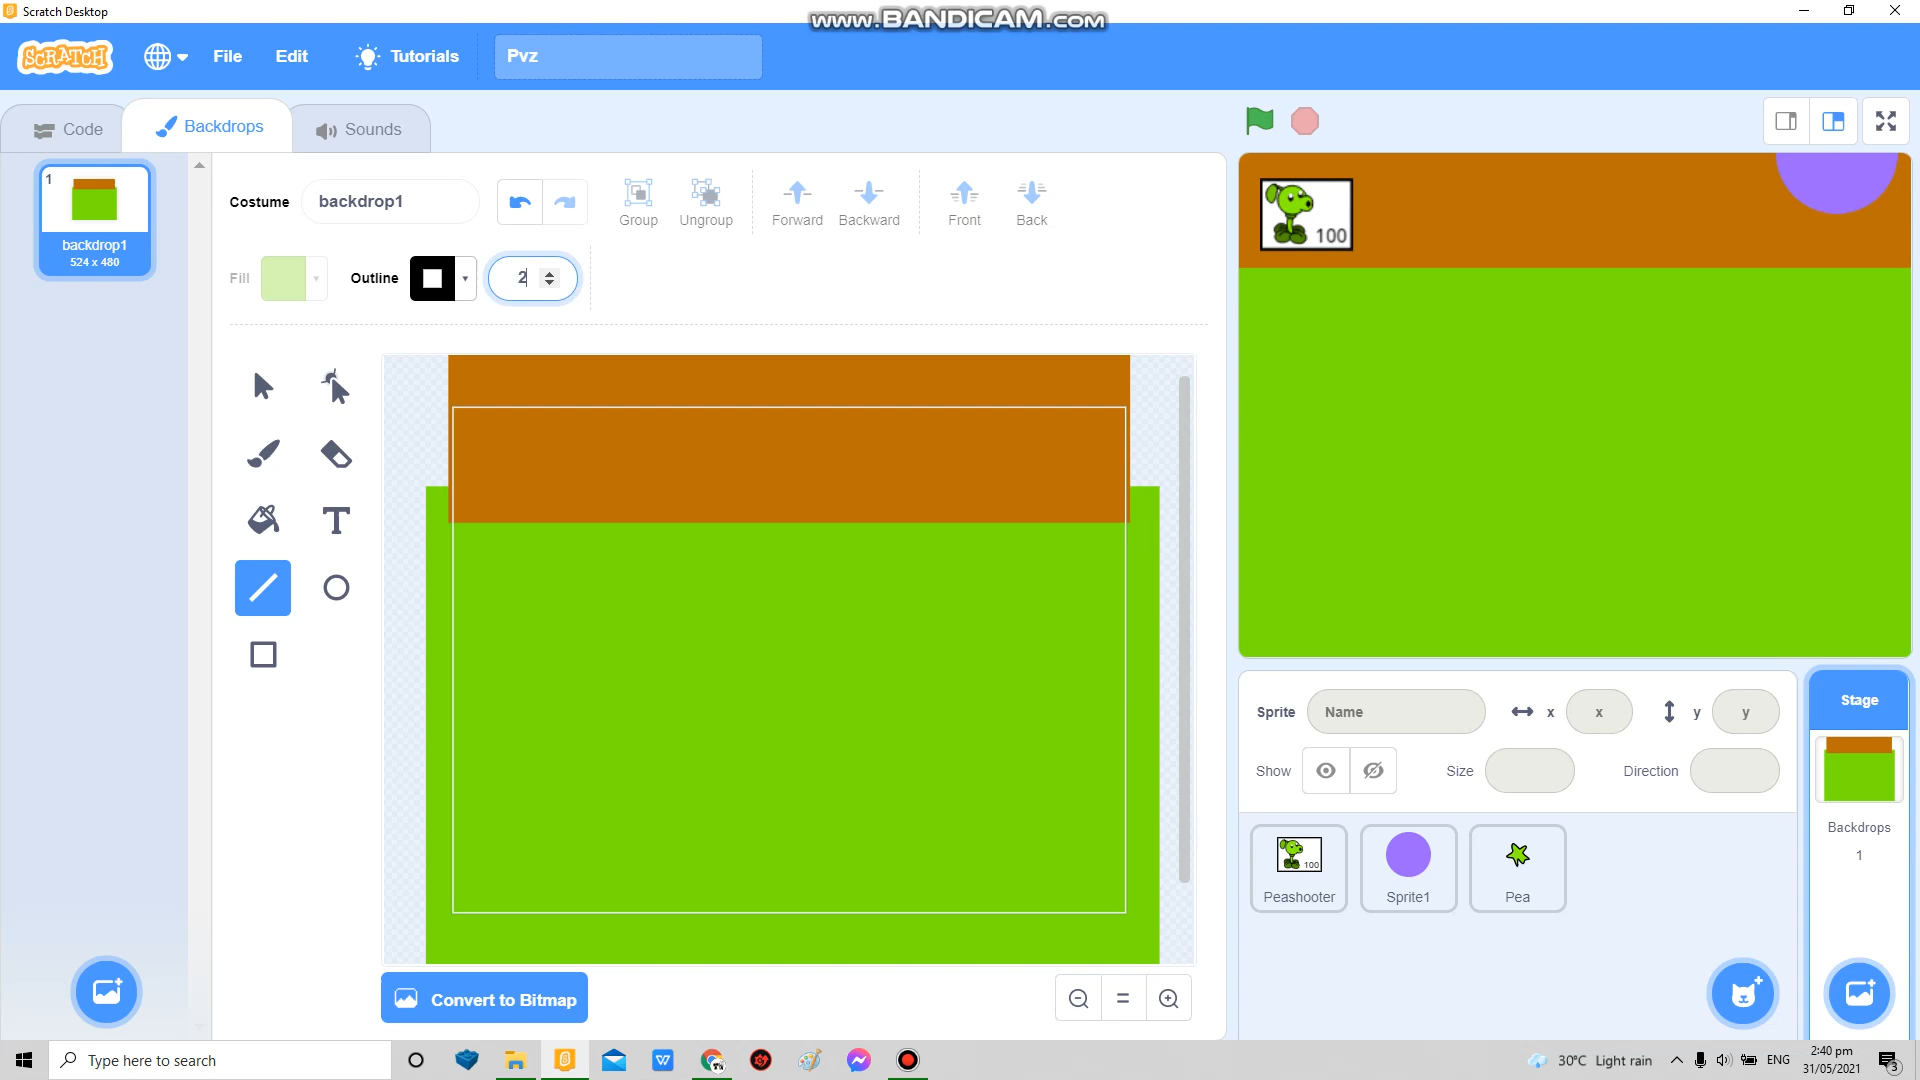 Scratch Desktop
www.BANDICAM.com
SCRATCH
File
Edit
Tutorials
Pvz
Code
Backdrops
Sounds
1
backdrop1
524 x 480
Costume
backdrop1
Group
Ungroup
Forward
Backward
Front
Back
Fill
Outline
2
100
Convert to Bitmap
Sprite
Name
x
x
y
y
Show
Size
Direction
100
Peashooter
Sprite1
Pea
Stage
Backdrops
1
Type here to search
30°C Light rain
ENG
2:40 pm
31/05/2021
3